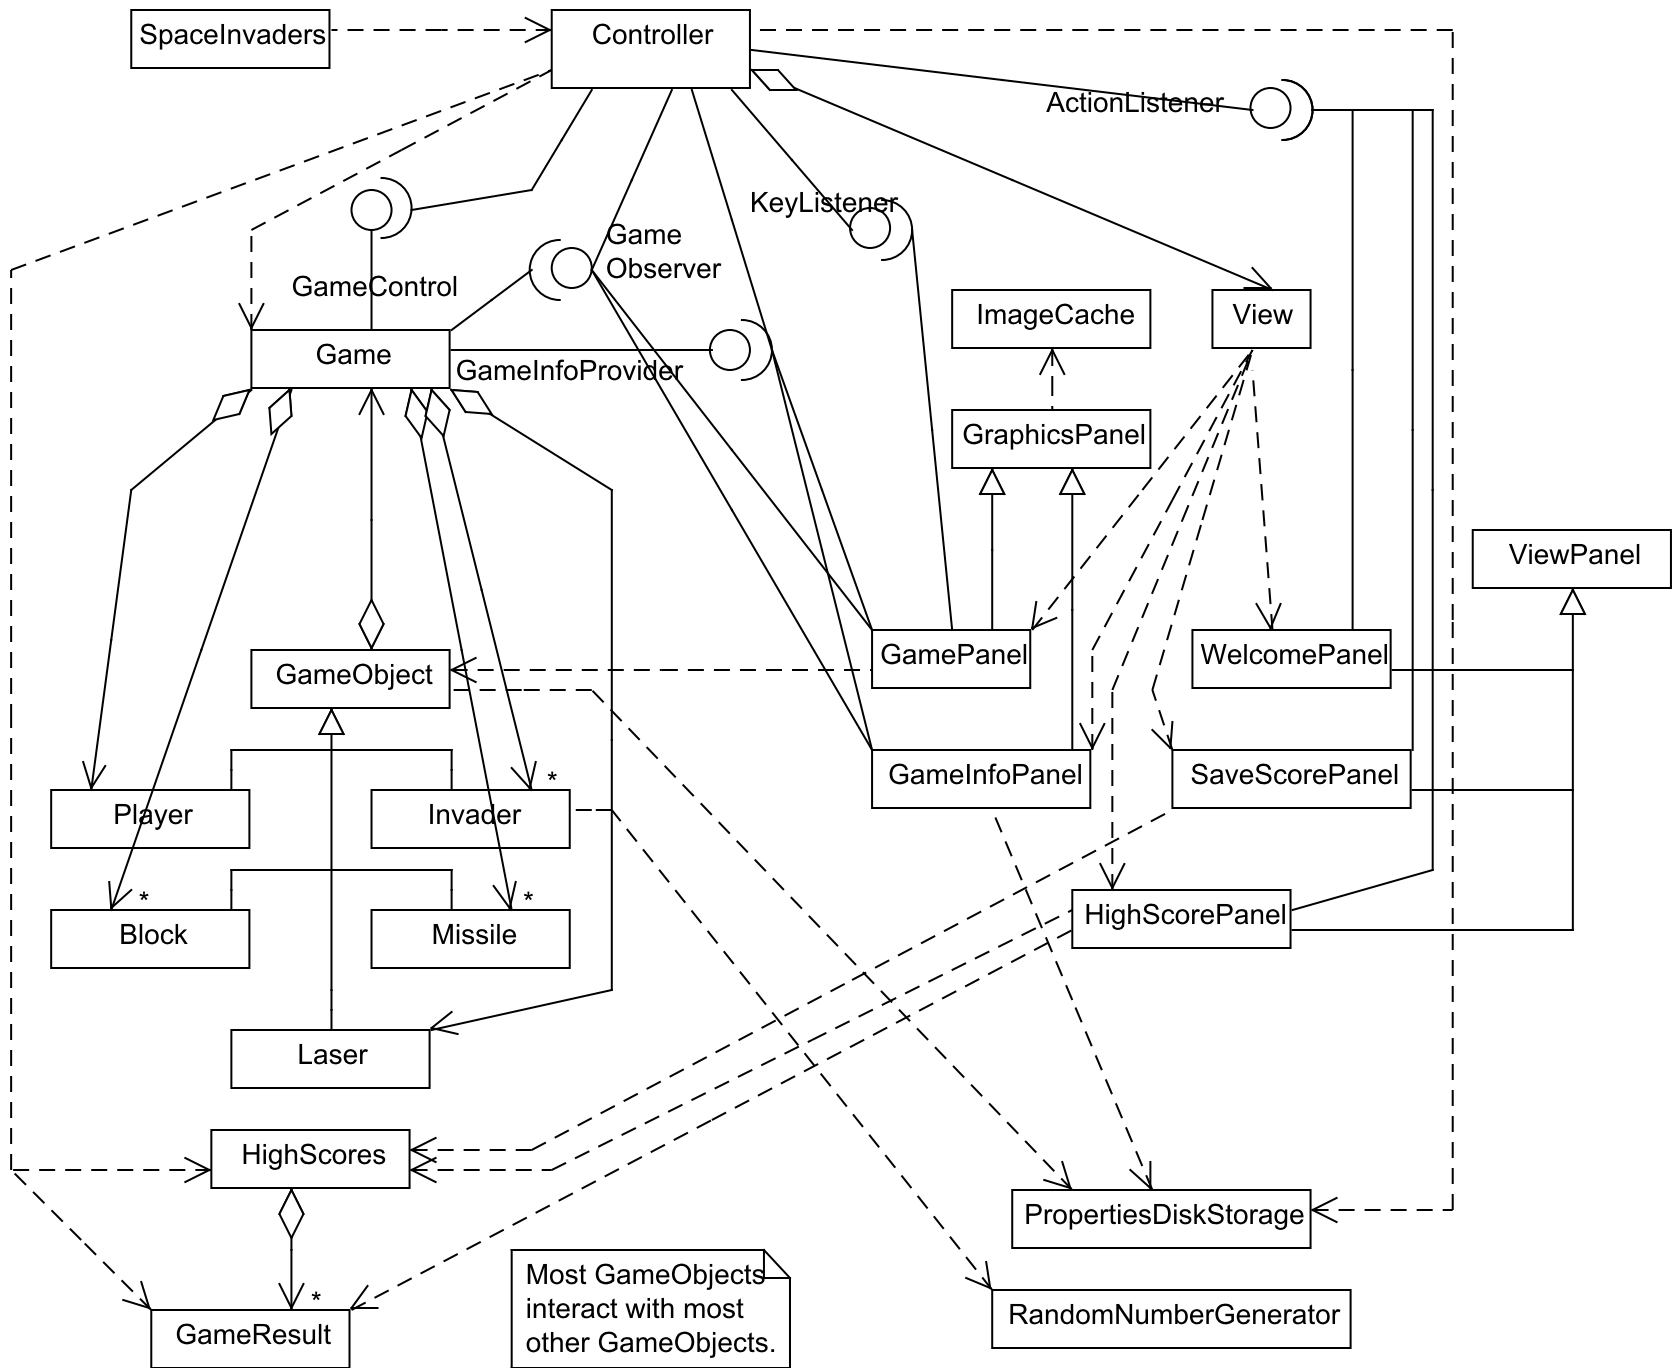 SpaceInvaders
Controller
ActionListener
KeyListener
Game
Observer
GameControl
ImageCache
View
Game
GameInfoProvider
GraphicsPanel
ViewPanel
GamePanel
WelcomePanel
GameObject
GameInfoPanel
SaveScorePanel
*
Player
Invader
*
*
Block
Missile
HighScorePanel
Laser
HighScores
PropertiesDiskStorage
*
GameResult
Most GameObjects
interact with most
other GameObjects.
RandomNumberGenerator